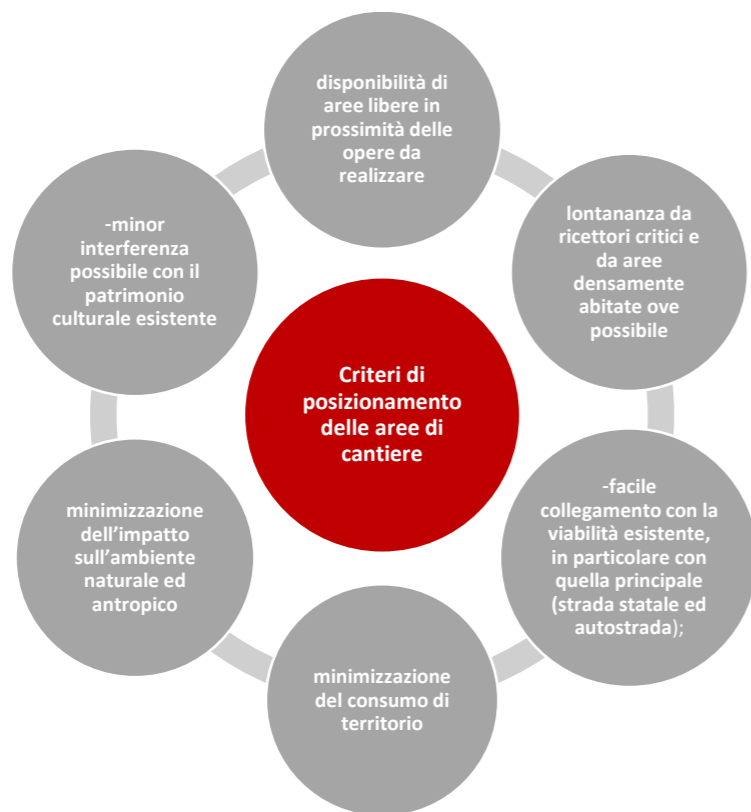 disponibilità di
aree libere in
prossimità delle
opere da
realizzare
lontananza da
ricettori critici e
da aree
densamente
abitate ove
possibile
-facile
collegamento con la
viabilità esistente,
in particolare con
quella principale
(strada statale ed
autostrada);
minimizzazione
del consumo di
territorio
minimizzazione
dell’impatto
sull’ambiente
naturale ed
antropico
-minor
interferenza
possibile con il
patrimonio
culturale esistente
Criteri di
posizionamento
delle aree di
cantiere